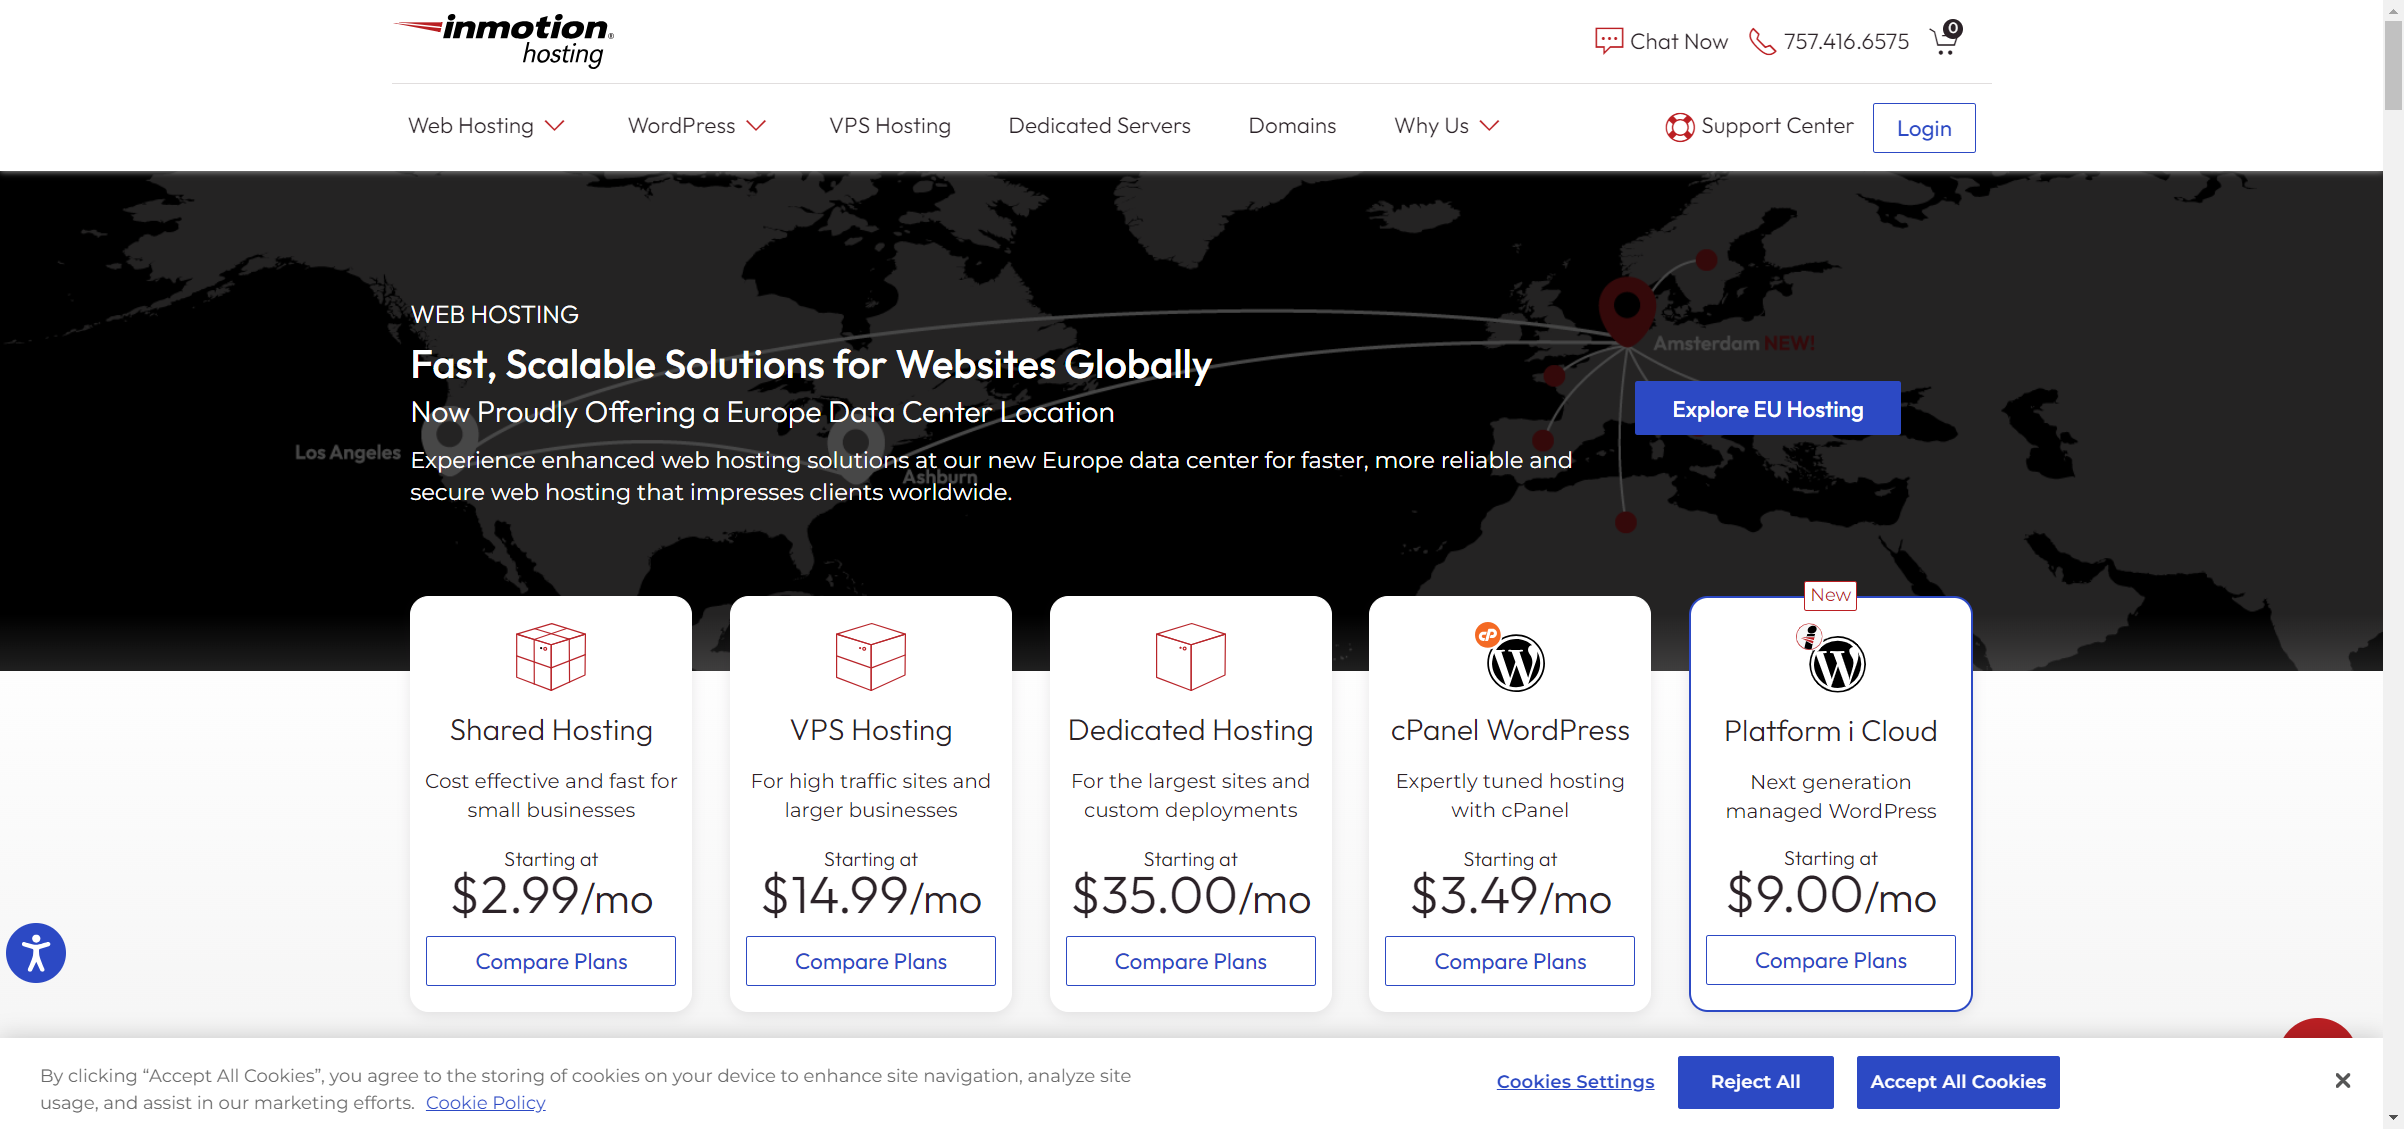 inmotion
hosting
Chat Now
757.416.6575
0
Web Hosting
WordPress
VPS Hosting
Dedicated Servers
Domains
Why Us
Support Center
Login
WEB HOSTING
Fast, Scalable Solutions for Websites Globally
Now Proudly Offering a Europe Data Center Location
Experience enhanced web hosting solutions at our new Europe data center for faster, more reliable and
secure web hosting that impresses clients worldwide.
Los Angeles
Ashburn
Amsterdam NEW!
Explore EU Hosting
Shared Hosting
Cost effective and fast for
small businesses
Starting at
$2.99/mo
Compare Plans
VPS Hosting
For high traffic sites and
larger businesses
Starting at
$14.99/mo
Compare Plans
Dedicated Hosting
For the largest sites and
custom deployments
Starting at
$35.00/mo
Compare Plans
cP
W
cPanel WordPress
Expertly tuned hosting
with cPanel
Starting at
$3.49/mo
Compare Plans
New
i
W
Platform i Cloud
Next generation
managed WordPress
Starting at
$9.00/mo
Compare Plans
By clicking “Accept All Cookies”, you agree to the storing of cookies on your device to enhance site navigation, analyze site
usage, and assist in our marketing efforts. Cookie Policy
Cookies Settings
Reject All
Accept All Cookies